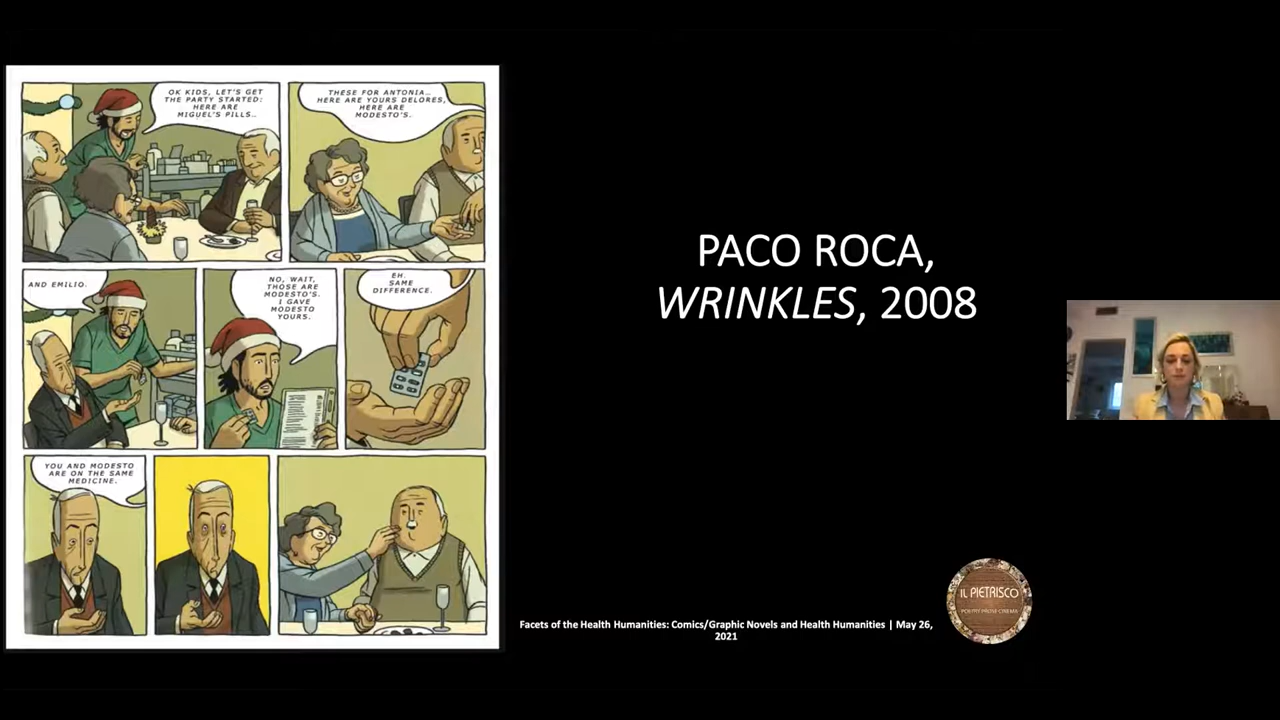 OK KIDS, LET'S GET
THE PARTY STARTED:
HERE ARE
MIGUEL'S PILLS..
THESE FOR ANTONIA..
HERE ARE YOURS DELORES,
HERE ARE
MODESTO'S.
AND EMILIO.
NO, WAIT,
THOSE ARE
MODESTO'S.
I GAVE
MODESTO
YOURS.
EH.
SAME
DIFFERENCE.
YOU AND MODESTO
ARE ON THE SAME
MEDICINE.
PACO ROCA,
WRINKLES, 2008
Facets of the Health Humanities: Comics/Graphic Novels and Health Humanities | May 26,
2021
IL PIETRISCO